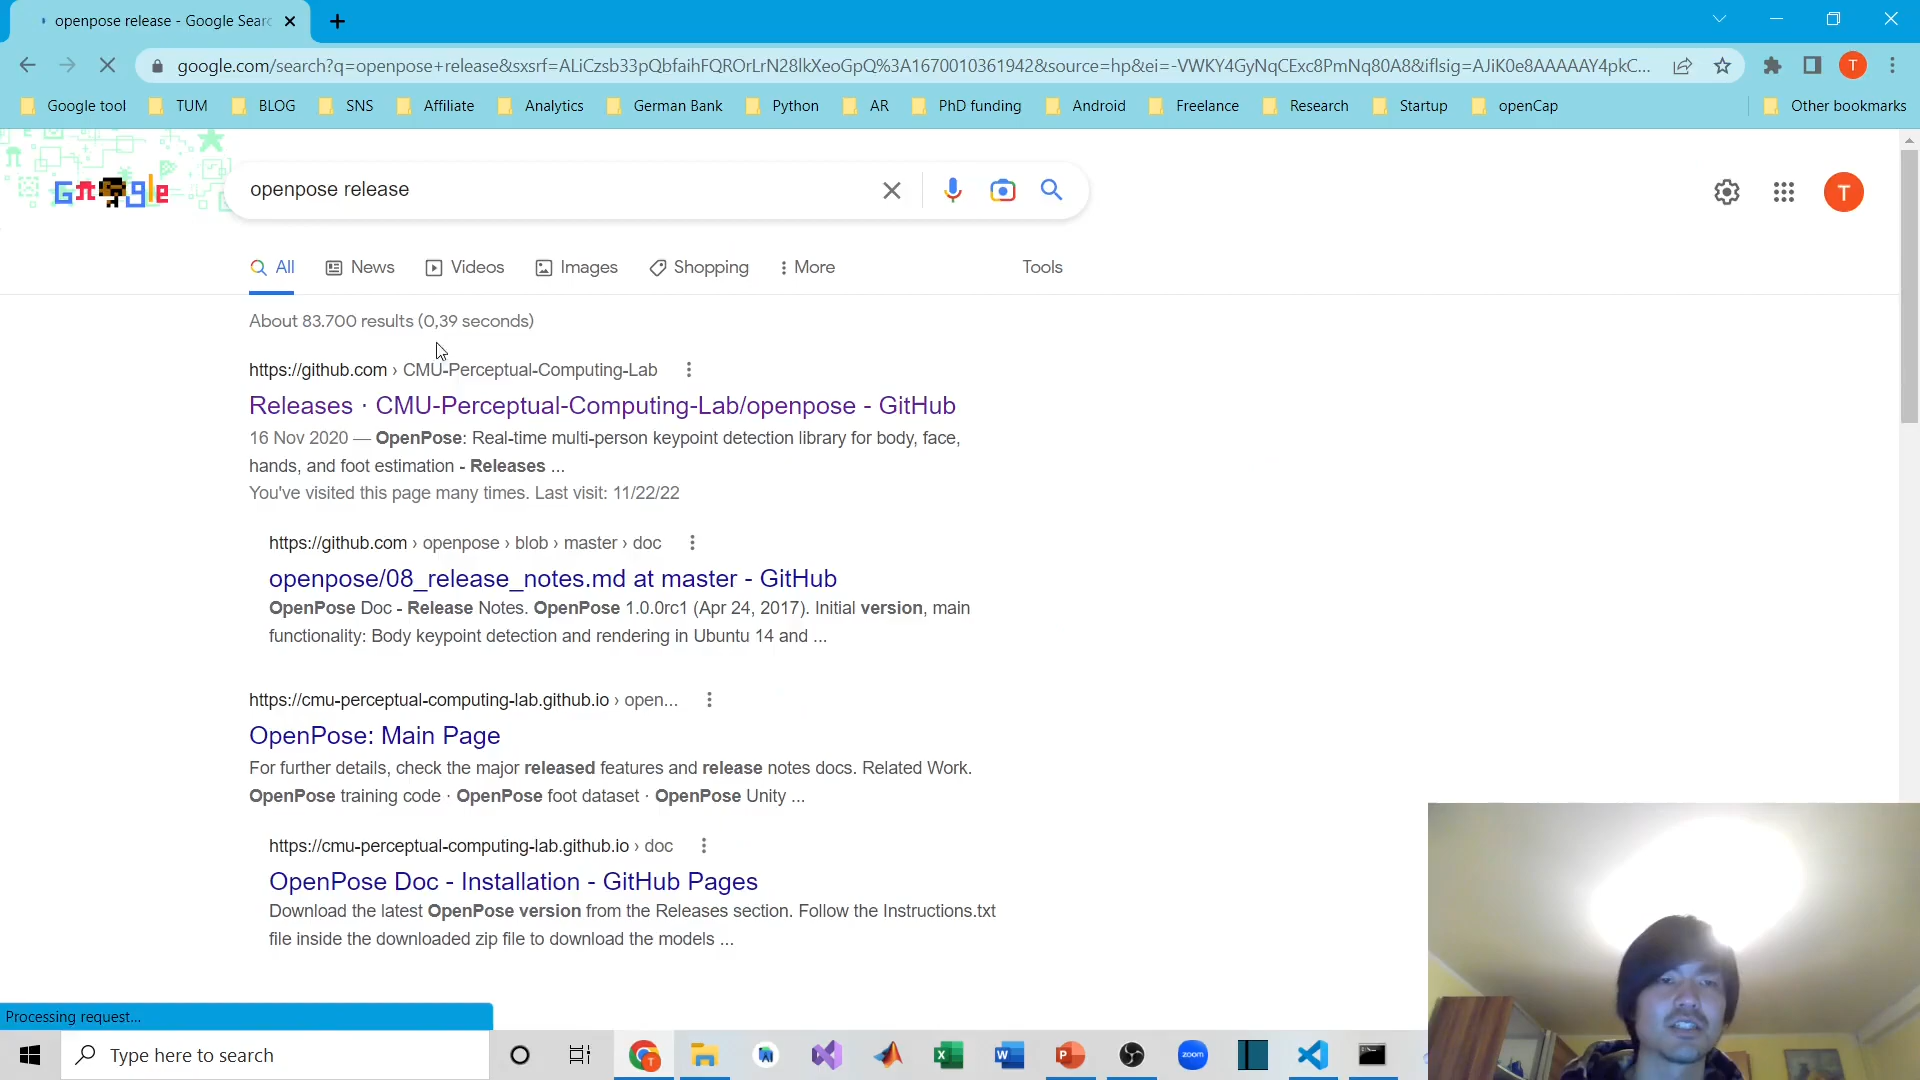 openpose release - Google Sear
google.com/search?q=openpose+release&sxsrf=ALiCzsb33pQbfaihFQROrLrN28lkXeoGpQ%3A1670010361942&source=hp&ei=-VWKY4GyNqCExc8PmNq80A8&iflsig=AJiK0e8AAAAAY4pkC...
T
Google tool TUM BLOG SNS Affiliate Analytics German Bank Python AR PhD funding Android Freelance Research Startup openCap Other bookmarks
Google
openpose release
T
All News Videos Images Shopping More Tools
About 83.700 results (0,39 seconds)
https://github.com › CMU-Perceptual-Computing-Lab
Releases · CMU-Perceptual-Computing-Lab/openpose - GitHub
16 Nov 2020 — OpenPose: Real-time multi-person keypoint detection library for body, face,
hands, and foot estimation - Releases ...
You've visited this page many times. Last visit: 11/22/22
https://github.com › openpose › blob › master › doc
openpose/08_release_notes.md at master - GitHub
OpenPose Doc - Release Notes. OpenPose 1.0.0rc1 (Apr 24, 2017). Initial version, main
functionality: Body keypoint detection and rendering in Ubuntu 14 and ...
https://cmu-perceptual-computing-lab.github.io › open...
OpenPose: Main Page
For further details, check the major released features and release notes docs. Related Work.
OpenPose training code · OpenPose foot dataset · OpenPose Unity ...
https://cmu-perceptual-computing-lab.github.io › doc
OpenPose Doc - Installation - GitHub Pages
Download the latest OpenPose version from the Releases section. Follow the Instructions.txt
file inside the downloaded zip file to download the models ...
Processing request...
Type here to search
zoom